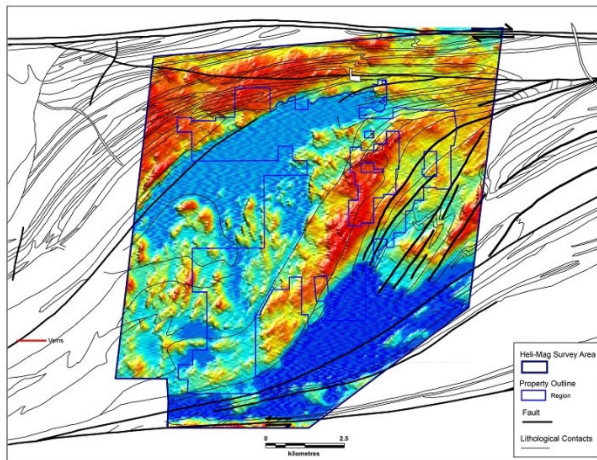 Veins
Heli-Mag Survey Area
Property Outline
Region
Fault
Lithological Contacts
0 2.5
kilometres